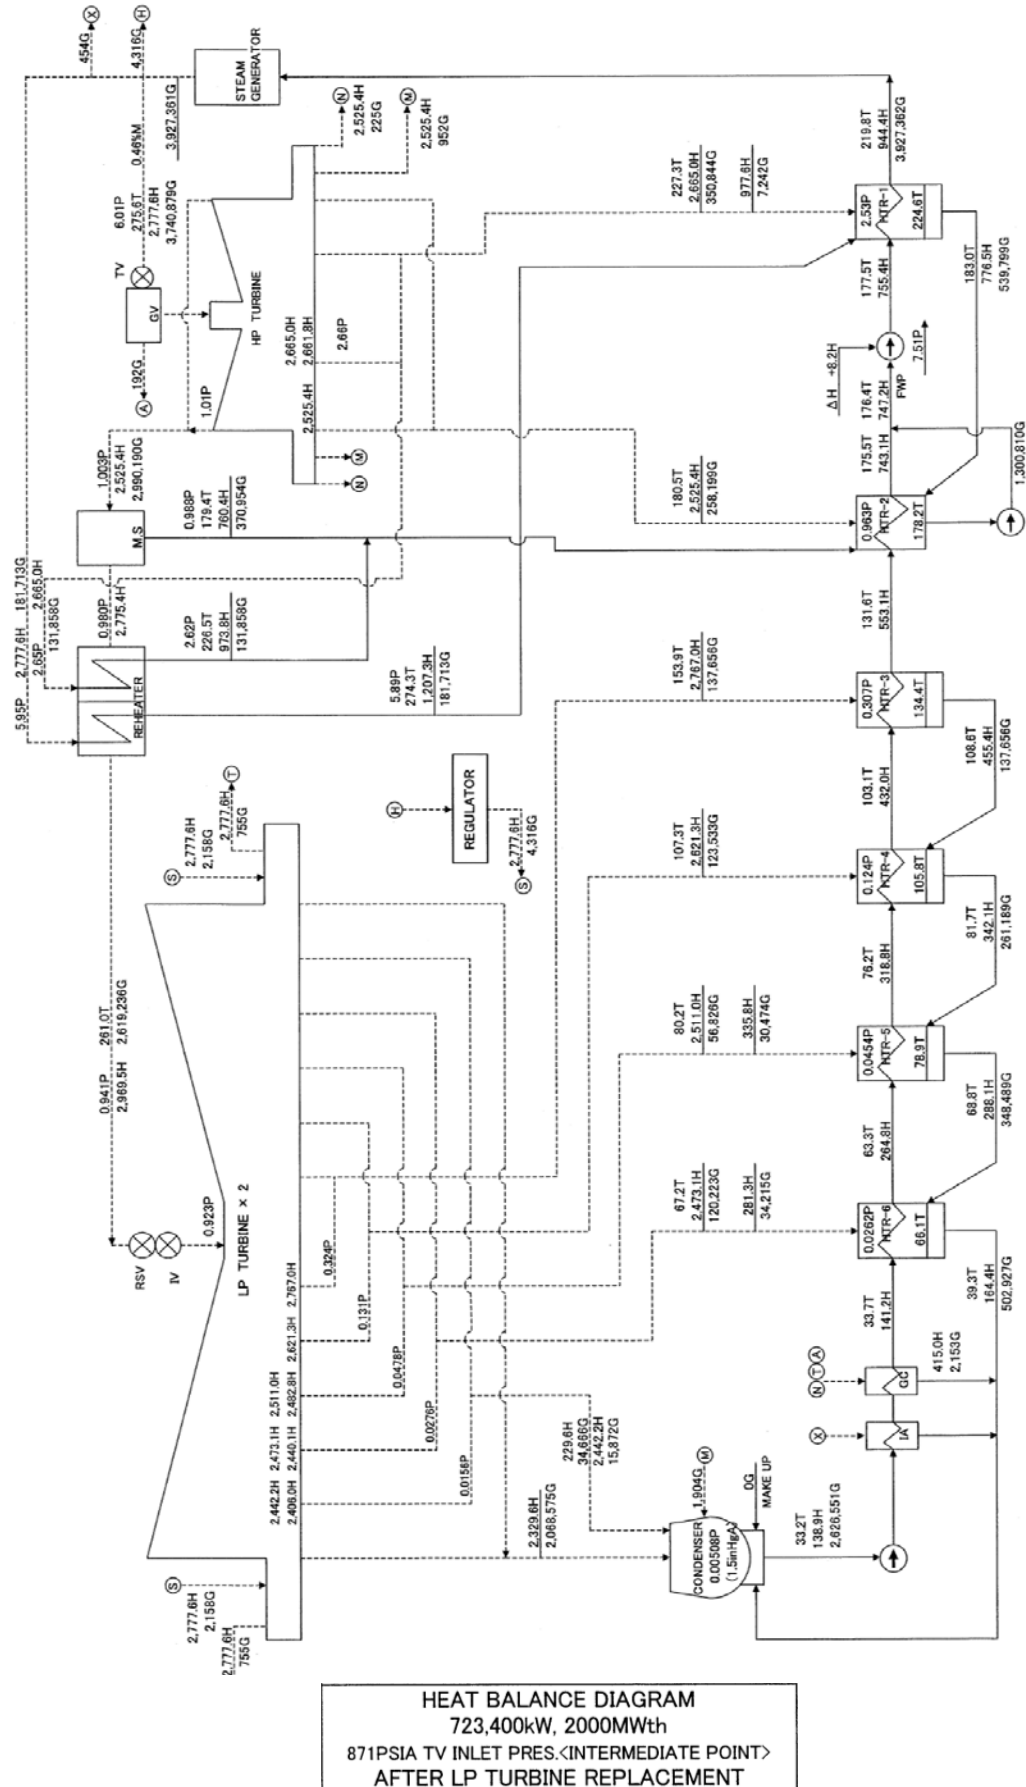 454G
X
4,316G
H
3,927,361G
STEAM
GENERATOR
0.46%M
6.01P
275.6T
2,777.6H
3,740,879G
TV
GV
192G
A
HP TURBINE
1.01P
2,665.0H
2,661.8H
2,525.4H
2.66P
N
2,525.4H
225G
M
2,525.4H
952G
M
N
1.003P
2,525.4H
2,990,190G
M.S
0.988P
179.4T
760.4H
370,954G
0.980P
2,775.4H
5.95P
2,777.6H
181,713G
2.65P
2,665.0H
131,858G
REHEATER
2.62P
226.5T
973.8H
131,858G
5.89P
274.3T
1,207.3H
181,713G
227.3T
2,665.0H
350,844G
977.6H
7,242G
219.8T
944.4H
3,927,362G
2.53P
HTR-1
224.6T
177.5T
755.4H
183.0T
776.5H
539,799G
ΔH +8.2H
7.51P
FWP
176.4T
747.2H
175.5T
743.1H
1,300,810G
180.5T
2,525.4H
258,199G
0.963P
HTR-2
178.2T
131.6T
553.1H
153.9T
2,767.0H
137,656G
0.307P
HTR-3
134.4T
103.1T
432.0H
108.6T
455.4H
137,656G
107.3T
2,621.3H
123,533G
0.124P
HTR-4
105.8T
76.2T
318.8H
81.7T
342.1H
261,189G
80.2T
2,511.0H
56,826G
335.8H
30,474G
0.0454P
HTR-5
78.9T
63.3T
264.8H
68.8T
288.1H
348,489G
67.2T
2,473.1H
120,223G
281.3H
34,215G
0.0262P
HTR-6
66.1T
33.7T
141.2H
39.3T
164.4H
502,927G
N
T
A
GC
415.0H
2,153G
X
IA
33.2T
138.9H
2,626,551G
0G
MAKE UP
CONDENSER
0.00508P
(1.5inHgA)
M
1,904G
229.6H
34,666G
2,442.2H
15,872G
2,329.6H
2,068,575G
H
REGULATOR
2,777.6H
4,316G
S
T
2,777.6H
755G
S
2,777.6H
2,158G
0.941P
261.0T
2,969.5H
2,619,236G
RSV
IV
0.923P
LP TURBINE × 2
2,767.0H
0.324P
2,621.3H
0.131P
2,511.0H
2,482.8H
0.0478P
2,473.1H
2,440.1H
0.0276P
2,442.2H
2,406.0H
0.0156P
S
2,777.6H
2,158G
2,777.6H
755G
HEAT BALANCE DIAGRAM
723,400kW, 2000MWth
871PSIA TV INLET PRES.<INTERMEDIATE POINT>
AFTER LP TURBINE REPLACEMENT